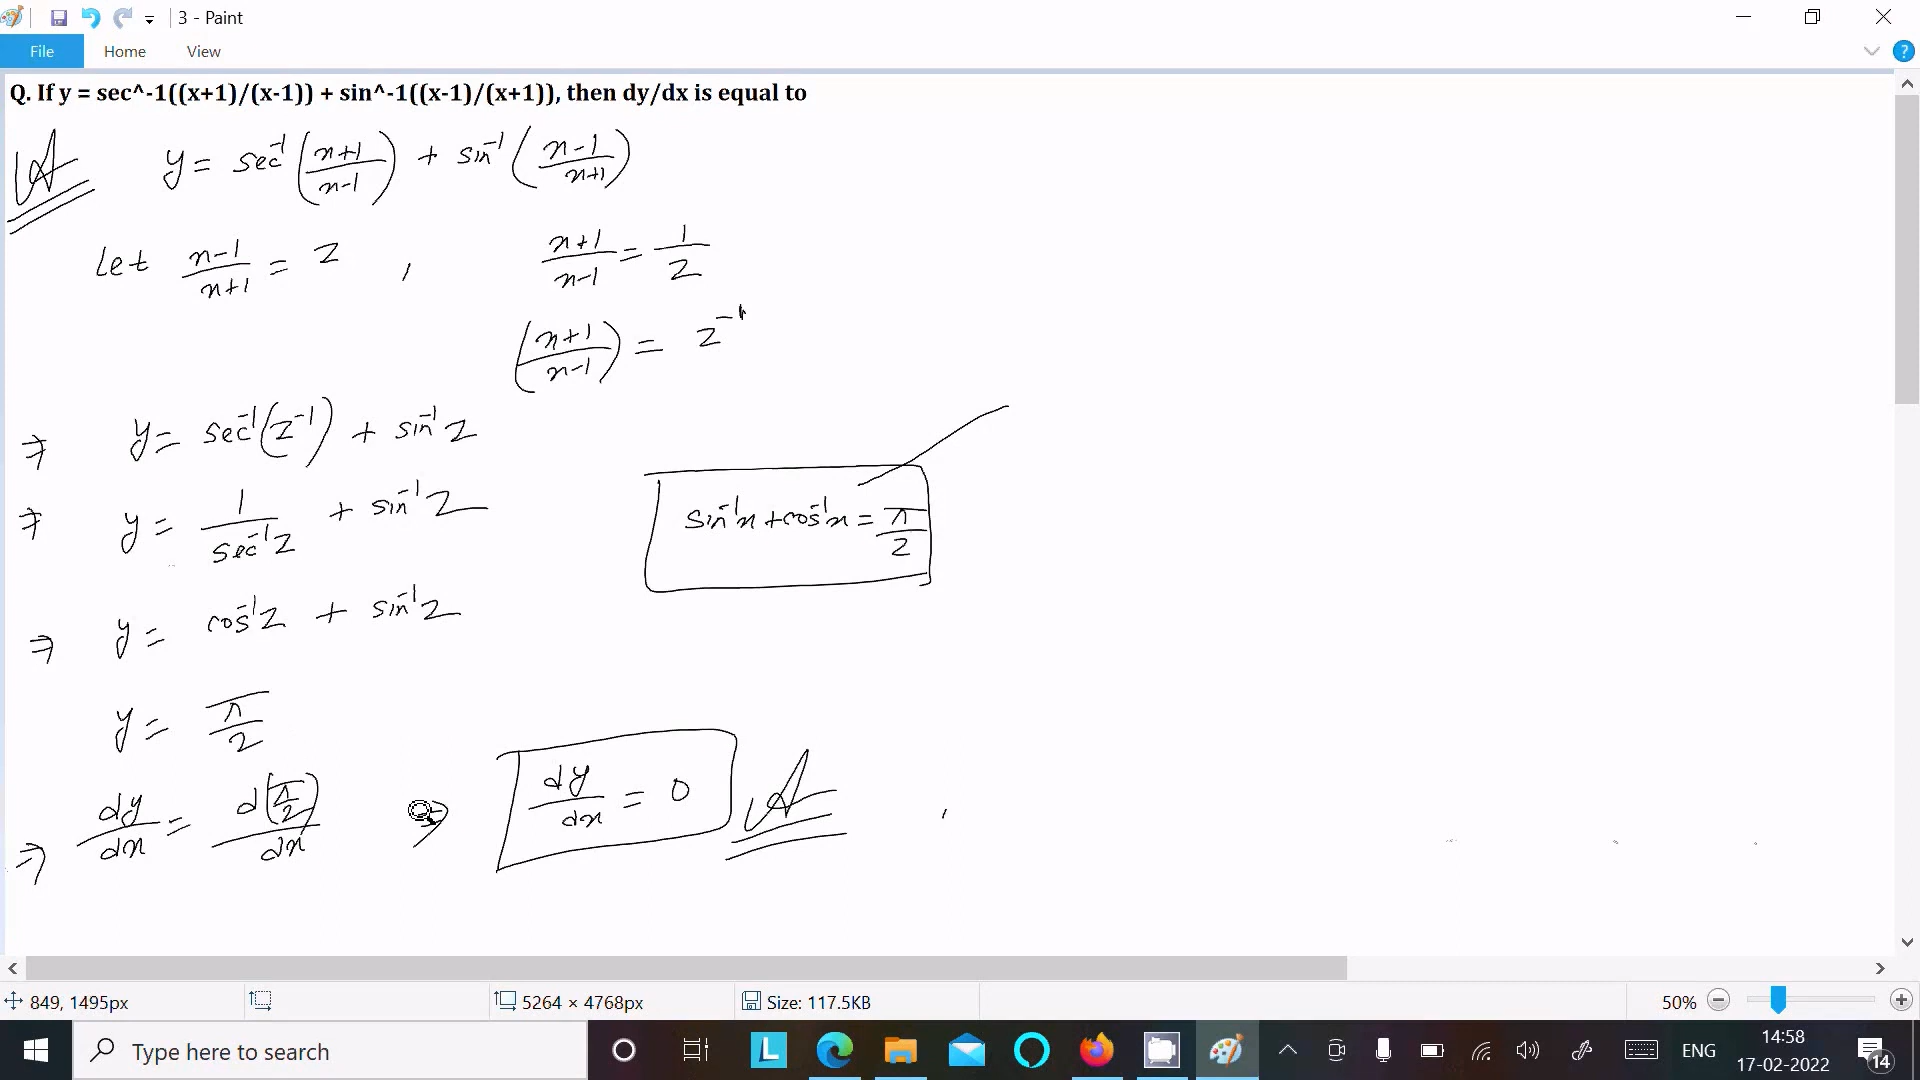 3 - Paint
File Home View
Q. If y = sec^-1((x+1)/(x-1)) + sin^-1((x-1)/(x+1)), then dy/dx is equal to
y = sec⁻¹((x+1)/(x-1)) + sin⁻¹((x-1)/(x+1))
Let (x-1)/(x+1) = z , (x+1)/(x-1) = 1/z
((x+1)/(x-1)) = z⁻¹
⇒ y = sec⁻¹(z⁻¹) + sin⁻¹z
⇒ y = 1/(sec⁻¹z) + sin⁻¹z
sin⁻¹x + cos⁻¹x = π/2
⇒ y = cos⁻¹z + sin⁻¹z
y = π/2
⇒ dy/dx = d(π/2)/dx ⇒ dy/dx = 0
849, 1495px 5264 × 4768px Size: 117.5KB 50%
Type here to search
L
ENG
14:58
17-02-2022
14